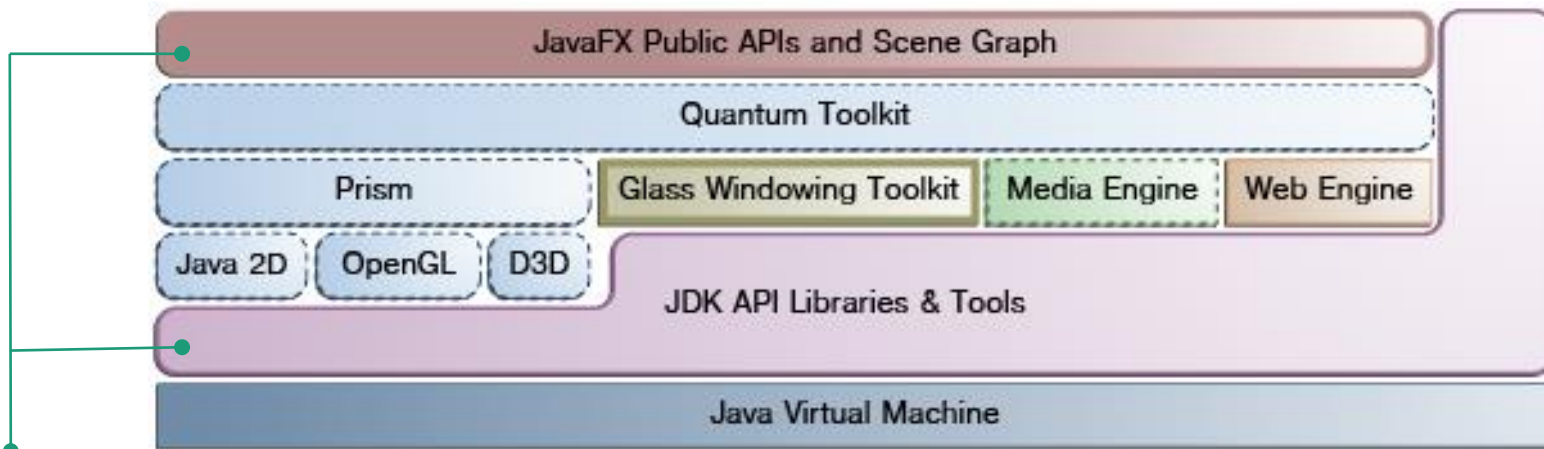 JavaFX Public APIs and Scene Graph
Quantum Toolkit
Prism
Glass Windowing Toolkit
Media Engine
Web Engine
Java 2D
OpenGL
D3D
JDK API Libraries & Tools
Java Virtual Machine